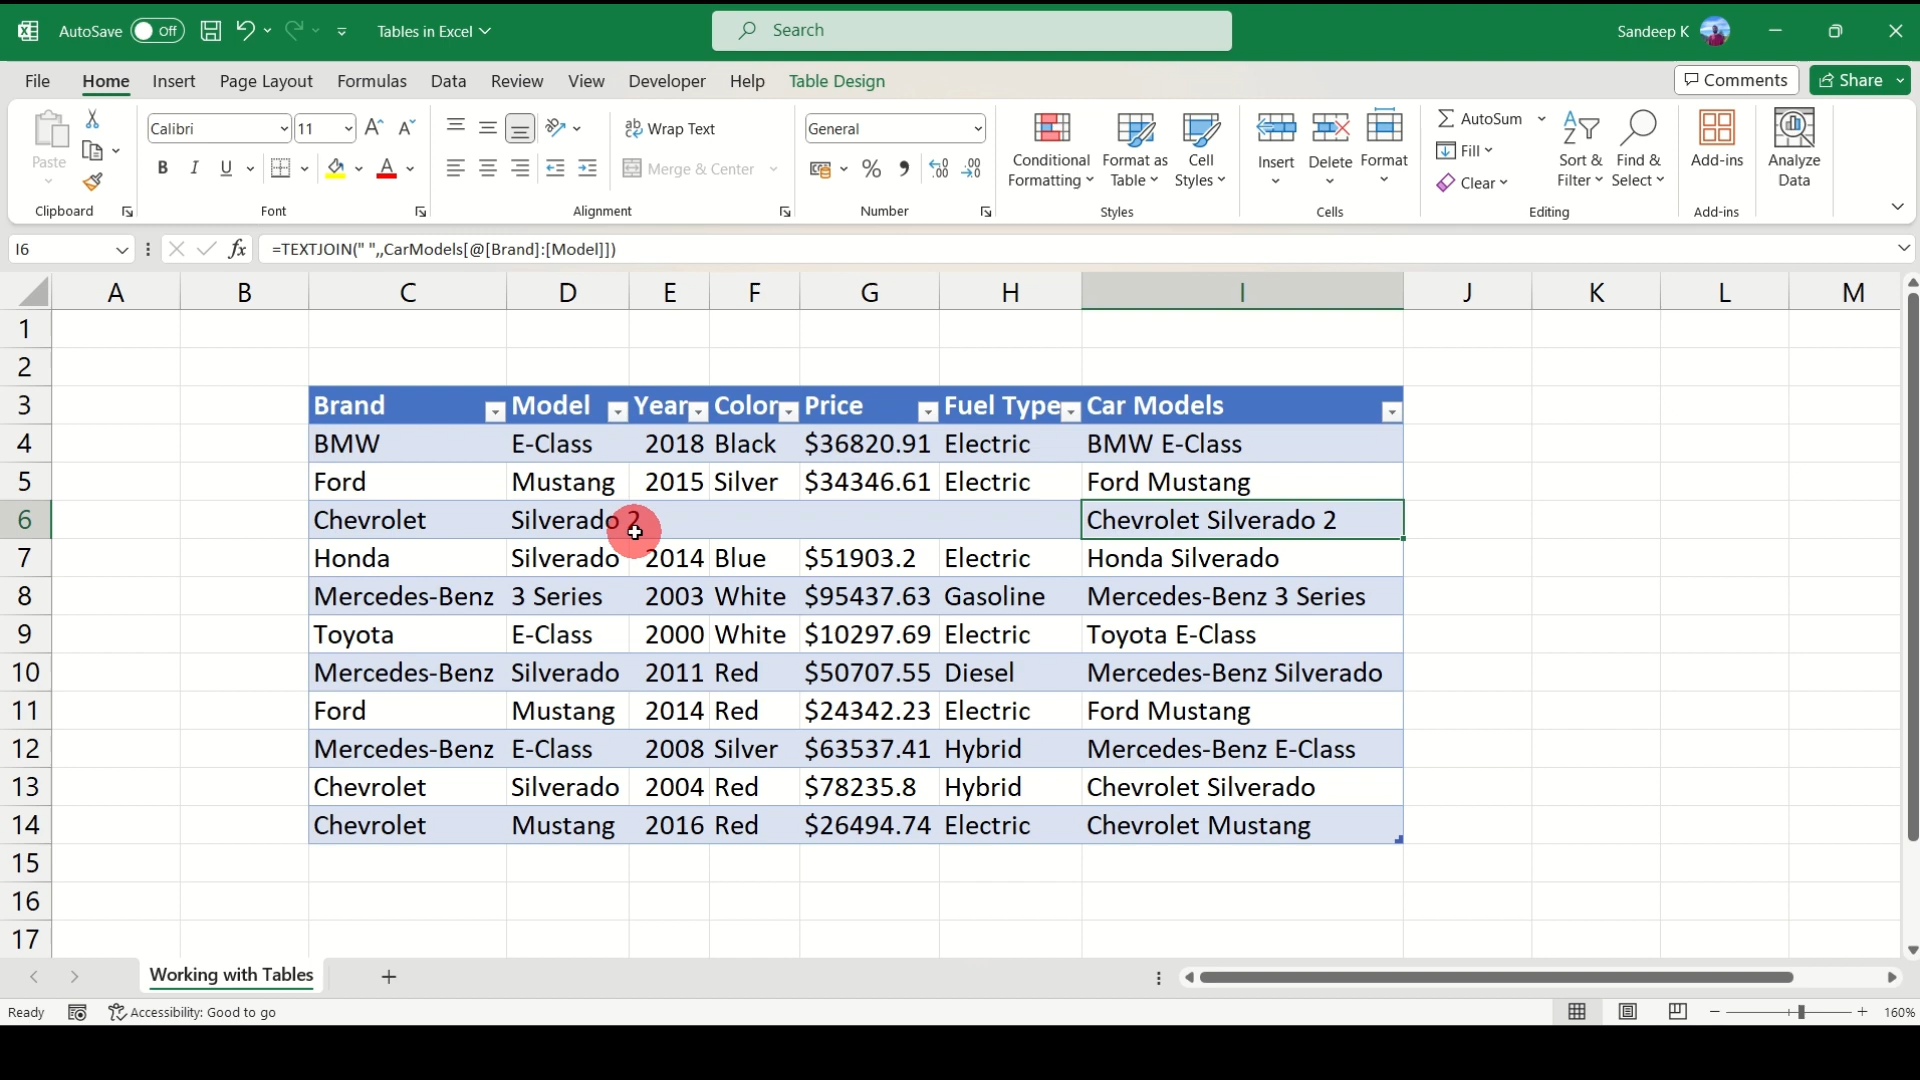 AutoSave Off Tables in Excel Search Sandeep K
File Home Insert Page Layout Formulas Data Review View Developer Help Table Design Comments Share
Paste
Clipboard
Calibri 11
B I U A
Font
Wrap Text
Merge & Center
Alignment
General
% 9
Number
Conditional Formatting
Format as Table
Cell Styles
Styles
Insert Delete Format
Cells
AutoSum
Fill
Clear
Sort & Filter
Find & Select
Editing
Add-ins
Add-ins
Analyze Data
I6 fx =TEXTJOIN(" ",,CarModels[@[Brand]:[Model]])
A B C D E F G H I J K L M
1
2
3 Brand Model Year Color Price Fuel Type Car Models
4 BMW E-Class 2018 Black $36820.91 Electric BMW E-Class
5 Ford Mustang 2015 Silver $34346.61 Electric Ford Mustang
6 Chevrolet Silverado 2 Chevrolet Silverado 2
7 Honda Silverado 2014 Blue $51903.2 Electric Honda Silverado
8 Mercedes-Benz 3 Series 2003 White $95437.63 Gasoline Mercedes-Benz 3 Series
9 Toyota E-Class 2000 White $10297.69 Electric Toyota E-Class
10 Mercedes-Benz Silverado 2011 Red $50707.55 Diesel Mercedes-Benz Silverado
11 Ford Mustang 2014 Red $24342.23 Electric Ford Mustang
12 Mercedes-Benz E-Class 2008 Silver $63537.41 Hybrid Mercedes-Benz E-Class
13 Chevrolet Silverado 2004 Red $78235.8 Hybrid Chevrolet Silverado
14 Chevrolet Mustang 2016 Red $26494.74 Electric Chevrolet Mustang
15
16
17
Working with Tables
Ready Accessibility: Good to go 160%